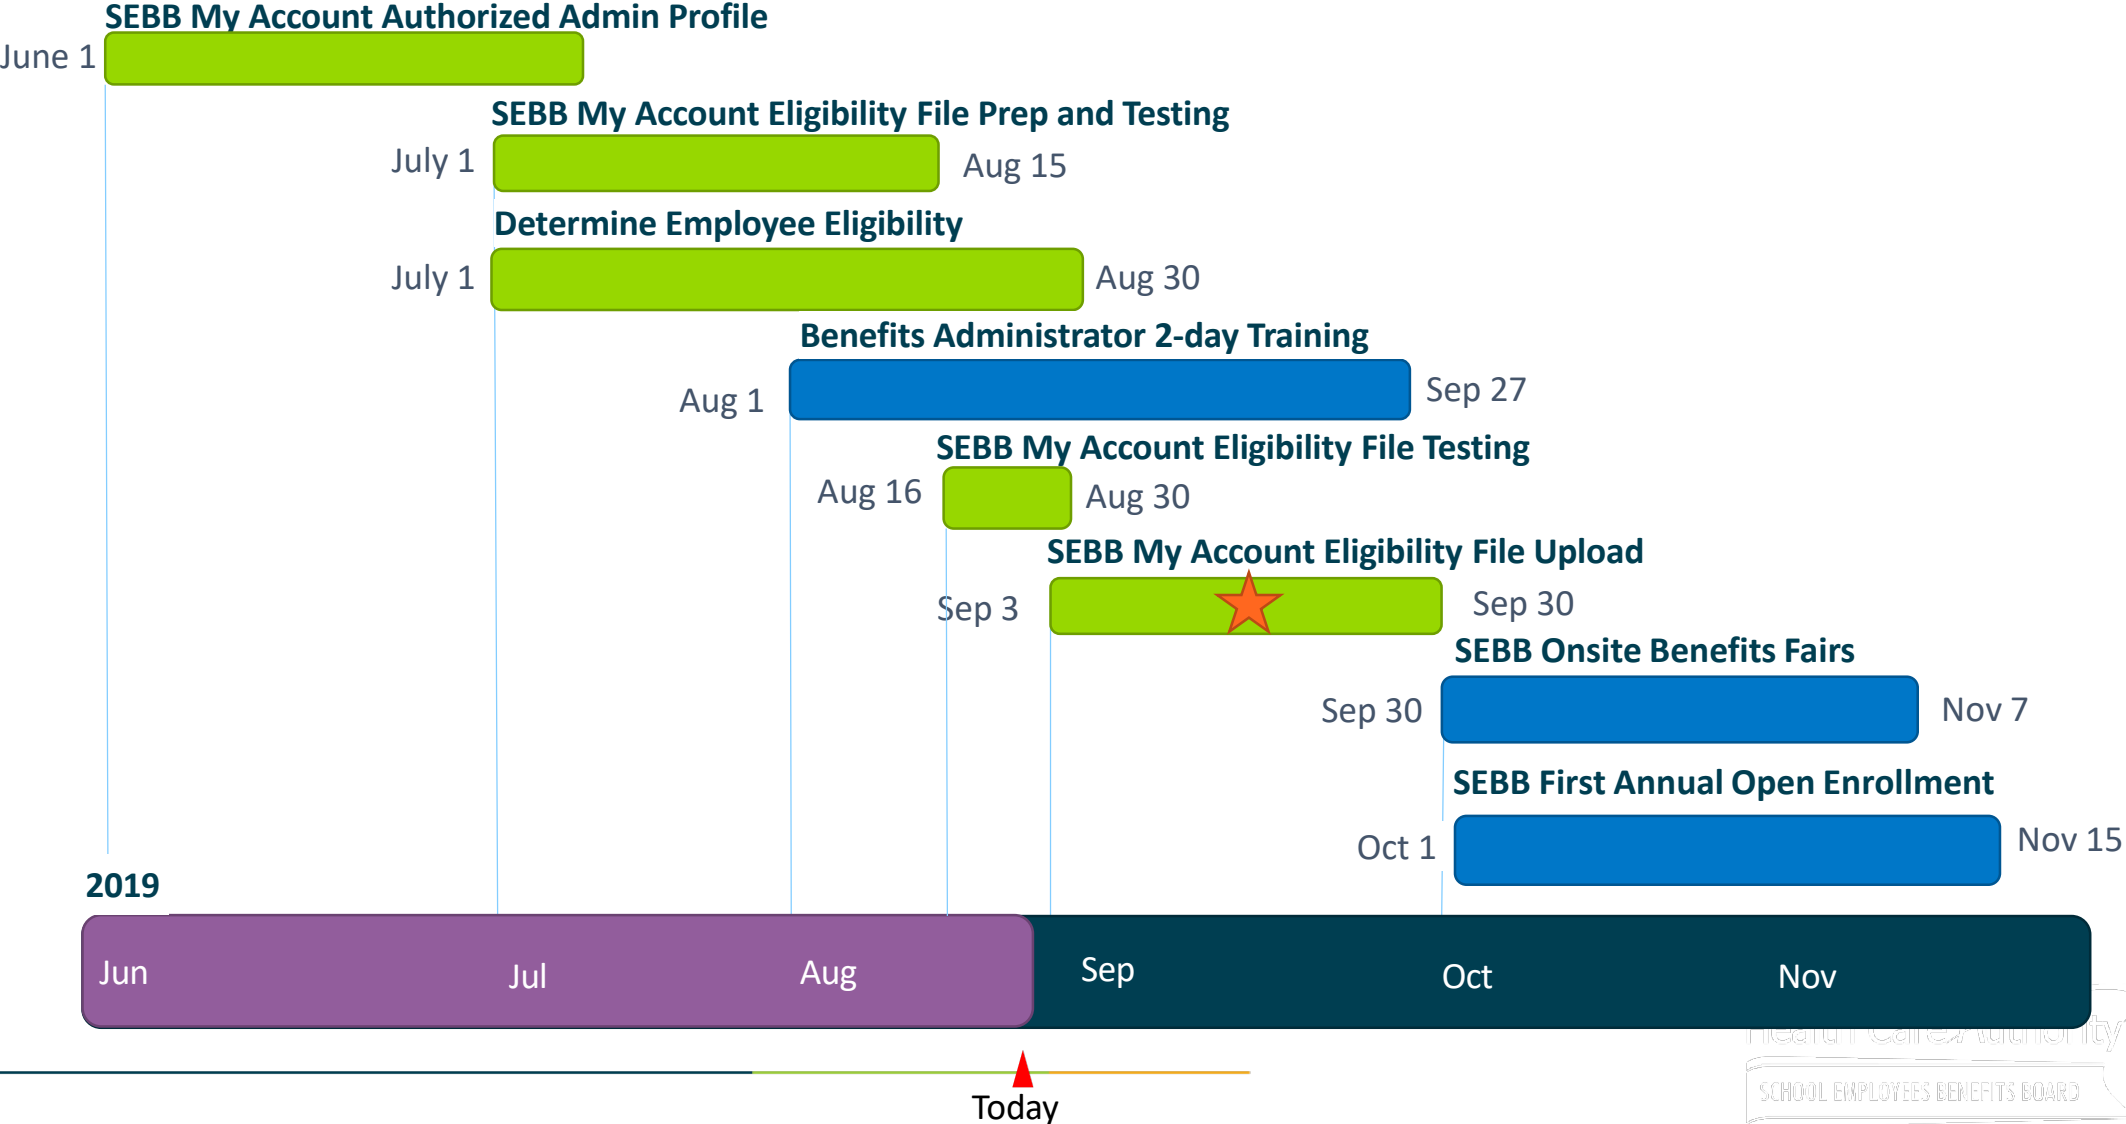 SEBB My Account Authorized Admin Profile
June 1
SEBB My Account Eligibility File Prep and Testing
July 1
Aug 15
Determine Employee Eligibility
July 1
Aug 30
Benefits Administrator 2-day Training
Aug 1
Sep 27
SEBB My Account Eligibility File Testing
Aug 16
Aug 30
SEBB My Account Eligibility File Upload
Sep 3
Sep 30
SEBB Onsite Benefits Fairs
Sep 30
Nov 7
SEBB First Annual Open Enrollment
Oct 1
Nov 15
2019
Jun
Jul
Aug
Sep
Oct
Nov
Health Care Authority
SCHOOL EMPLOYEES BENEFITS BOARD
Today